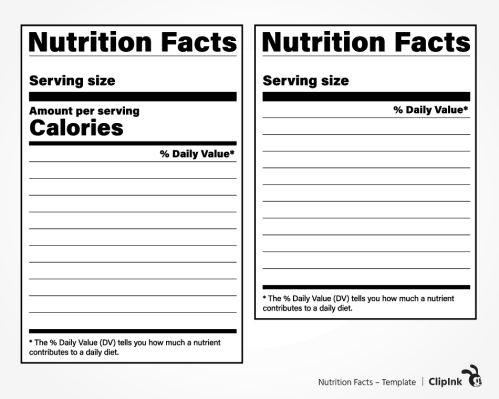 Nutrition Facts
Serving size
Amount per serving
Calories
% Daily Value*
* The % Daily Value (DV) tells you how much a nutrient
contributes to a daily diet.
Nutrition Facts
Serving size
% Daily Value*
* The % Daily Value (DV) tells you how much a nutrient
contributes to a daily diet.
Nutrition Facts – Template | ClipInk